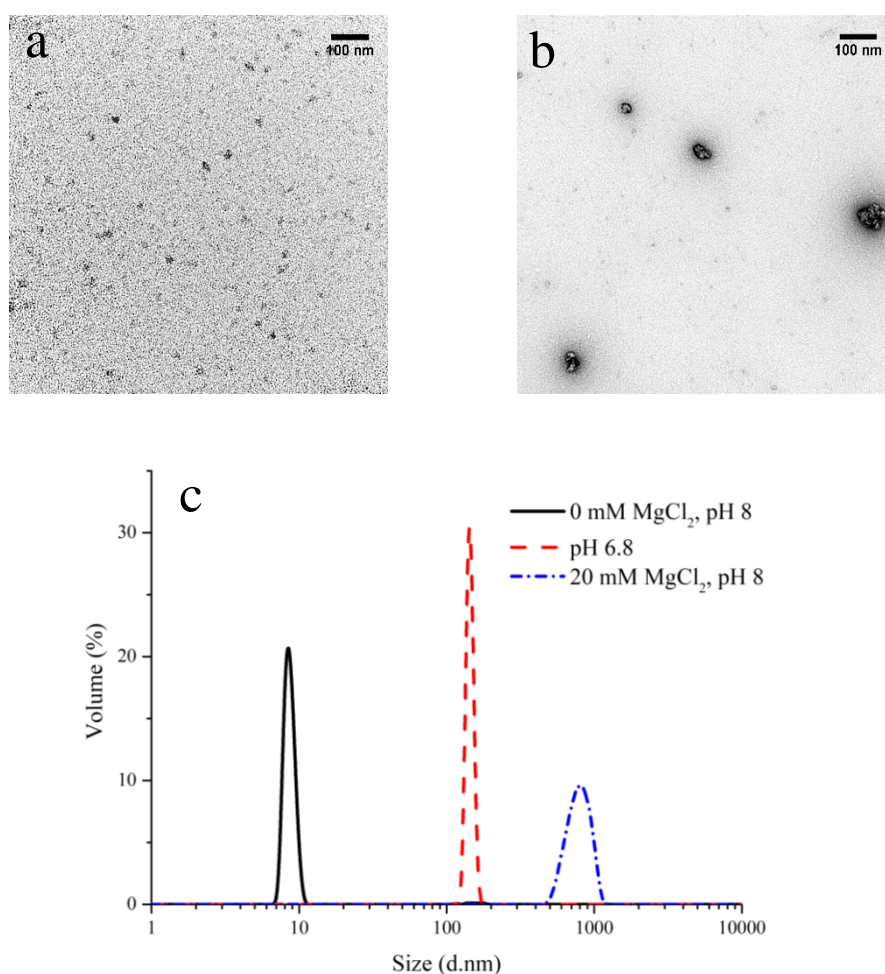 a
100 nm
b
100 nm
c
0 mM MgCl₂, pH 8
pH 6.8
20 mM MgCl₂, pH 8
30
20
10
0
Volume (%)
1
10
100
1000
10000
Size (d.nm)